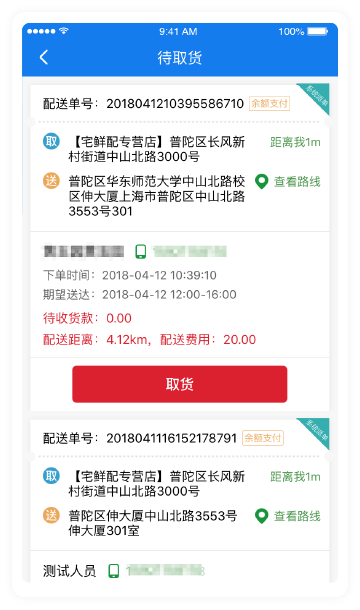 9:41 AM 100%
待取货
系统派单
配送单号：2018041210395586710 余额支付
取 【宅鲜配专营店】普陀区长风新 距离我1m
村街道中山北路3000号
送 普陀区华东师范大学中山北路校 查看路线
区伸大厦上海市普陀区中山北路
3553号301
下单时间：2018-04-12 10:39:10
期望送达：2018-04-12 12:00-16:00
待收货款：0.00
配送距离：4.12km，配送费用：20.00
取货
系统派单
配送单号：2018041116152178791 余额支付
取 【宅鲜配专营店】普陀区长风新 距离我1m
村街道中山北路3000号
送 普陀区伸大厦中山北路3553号 查看路线
伸大厦301室
测试人员